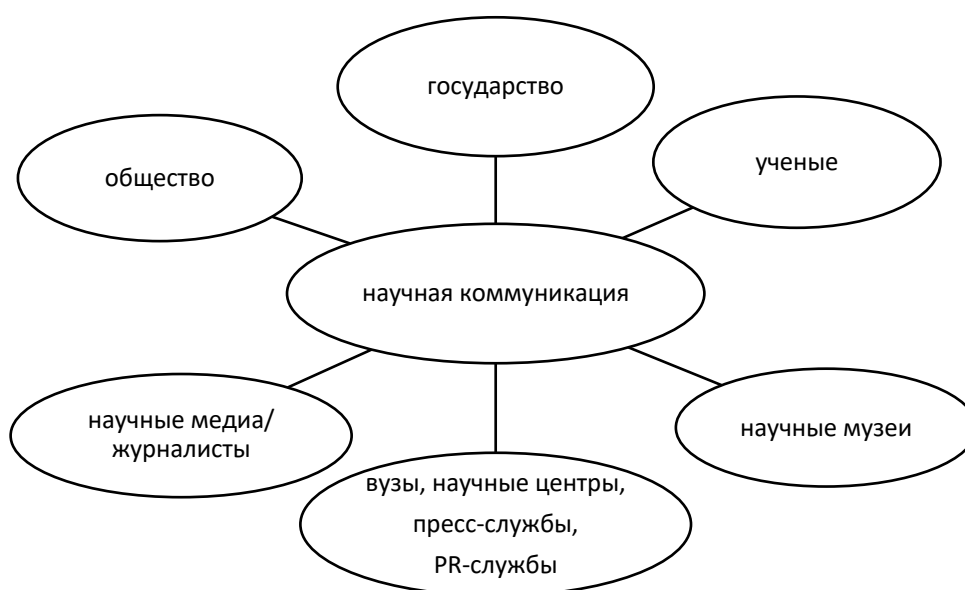 государство
общество
ученые
научная коммуникация
научные медиа/
журналисты
вузы, научные центры,
пресс-службы,
PR-службы
научные музеи